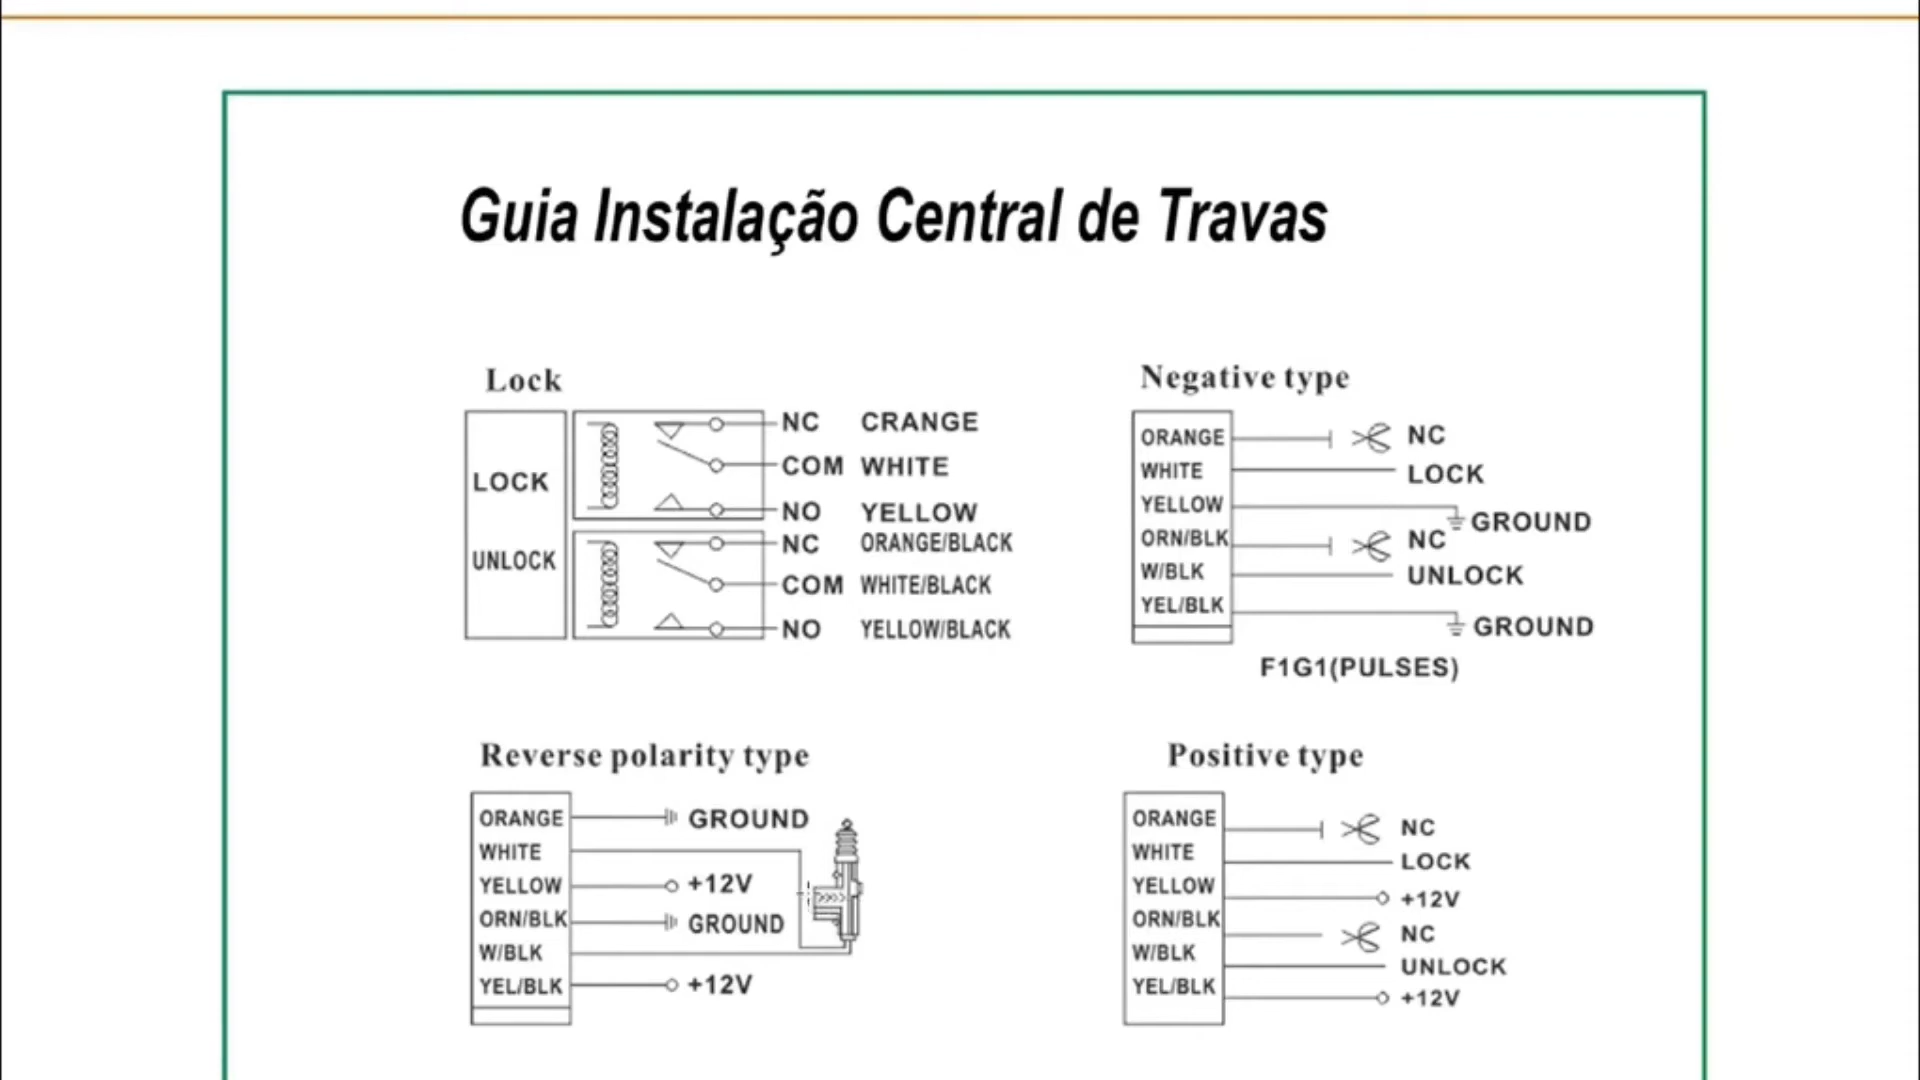 Guia Instalação Central de Travas
Lock
LOCK
UNLOCK
NC CRANGE
COM WHITE
NO YELLOW
NC ORANGE/BLACK
COM WHITE/BLACK
NO YELLOW/BLACK
Negative type
ORANGE NC
WHITE LOCK
YELLOW GROUND
ORN/BLK NC
W/BLK UNLOCK
YEL/BLK GROUND
F1G1(PULSES)
Reverse polarity type
ORANGE GROUND
WHITE
YELLOW +12V
ORN/BLK GROUND
W/BLK
YEL/BLK +12V
Positive type
ORANGE NC
WHITE LOCK
YELLOW +12V
ORN/BLK NC
W/BLK UNLOCK
YEL/BLK +12V